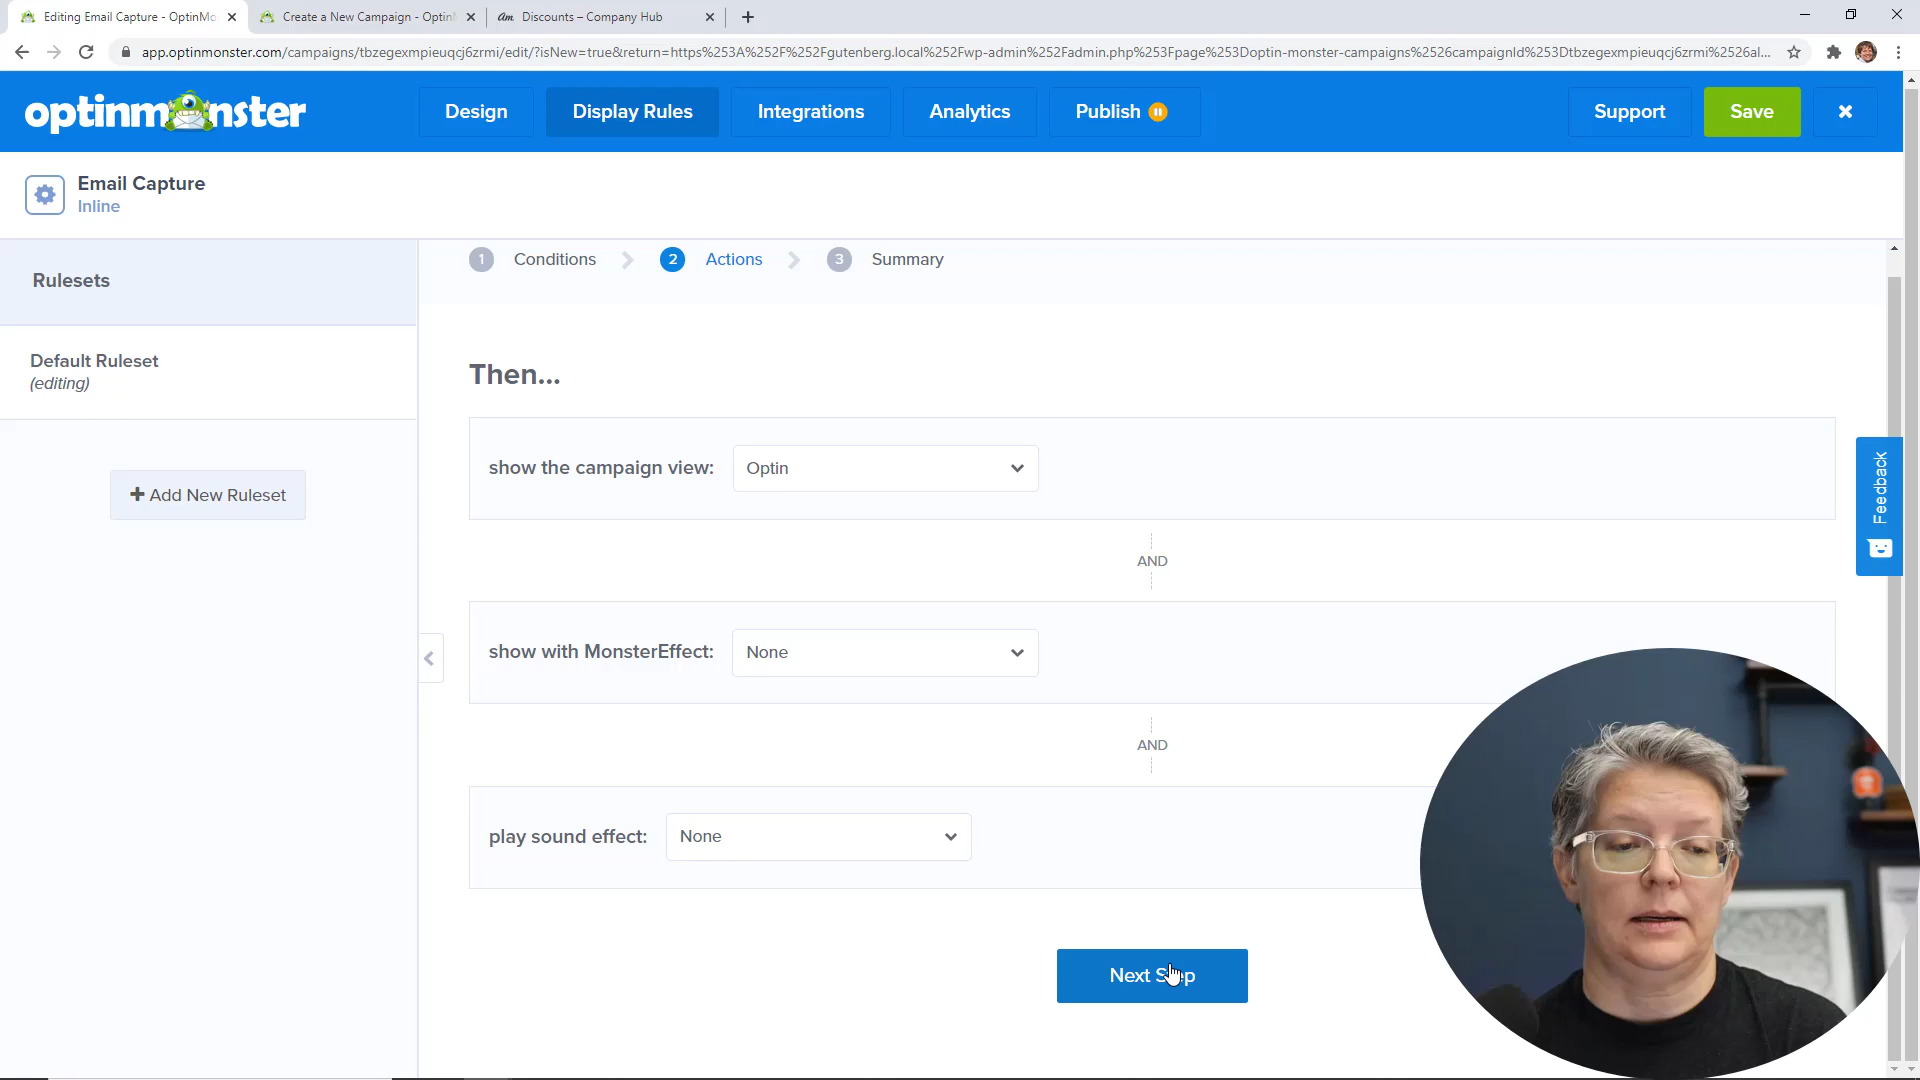 Editing Email Capture - OptinMo
Create a New Campaign - Optin
Am Discounts – Company Hub
app.optinmonster.com/campaigns/tbzegexmpieuqcj6zrmi/edit/?isNew=true&return=https%253A%252F%252Fgutenberg.local%252Fwp-admin%252Fadmin.php%253Fpage%253Doptin-monster-campaigns%2526campaignId%253Dtbzegexmpieuqcj6zrmi%2526al...
optinmonster
Design
Display Rules
Integrations
Analytics
Publish
Support
Save
Email Capture
Inline
Rulesets
Default Ruleset
(editing)
+ Add New Ruleset
1 Conditions
2 Actions
3 Summary
Then...
show the campaign view: Optin
AND
show with MonsterEffect: None
AND
play sound effect: None
Next Step
Feedback